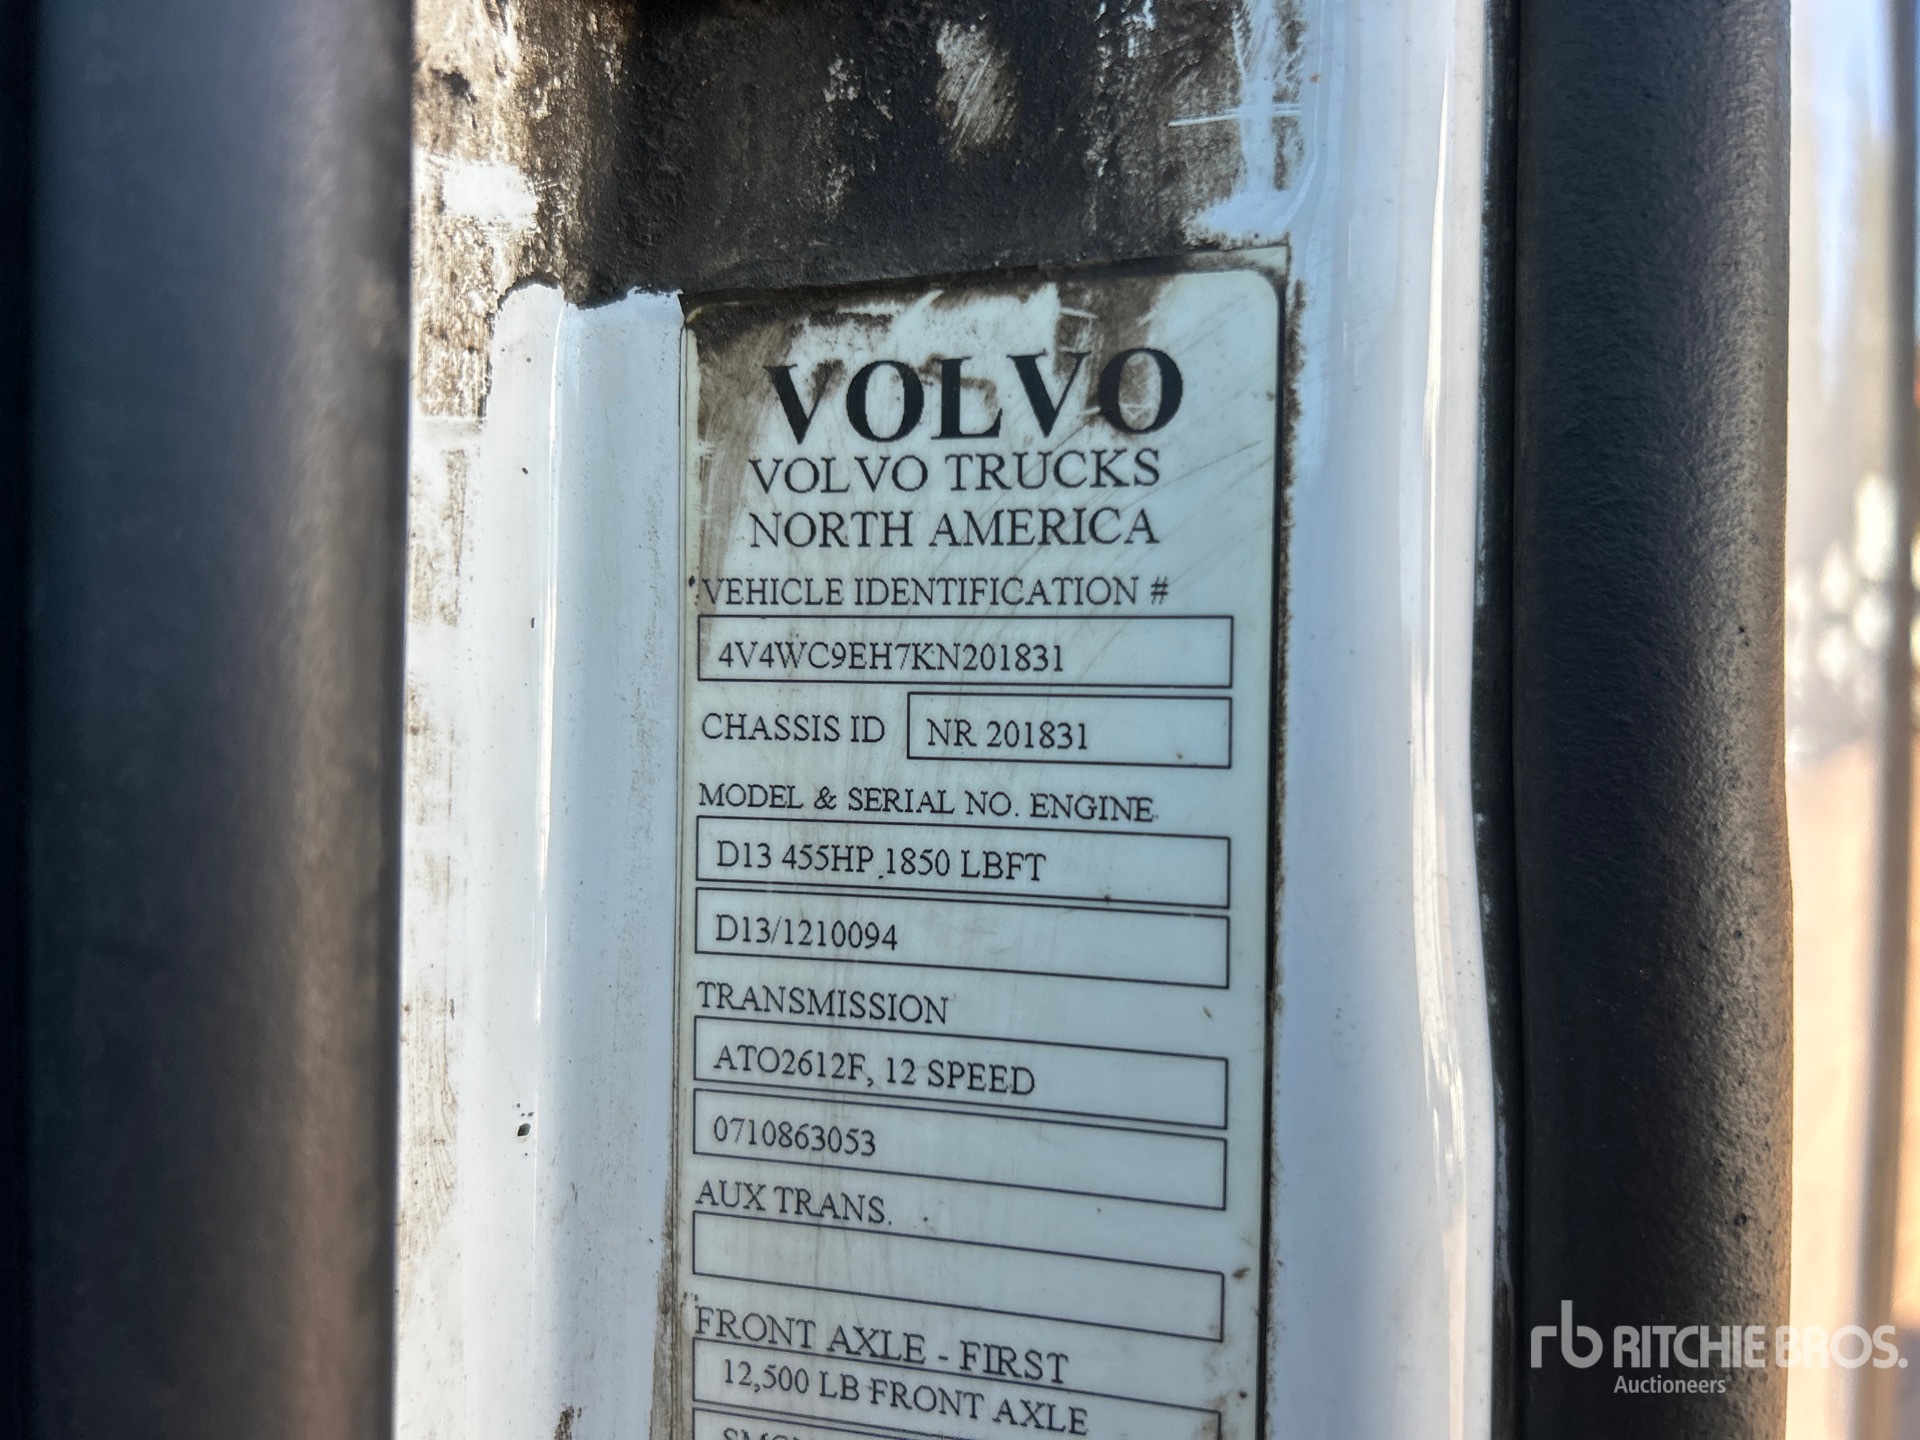 VOLVO
VOLVO TRUCKS
NORTH AMERICA
VEHICLE IDENTIFICATION #
4V4WC9EH7KN201831
CHASSIS ID NR 201831
MODEL & SERIAL NO. ENGINE
D13 455HP 1850 LBFT
D13/1210094
TRANSMISSION
ATO2612F, 12 SPEED
0710863053
AUX TRANS.
FRONT AXLE - FIRST
12,500 LB FRONT AXLE
rb RITCHIE BROS.
Auctioneers